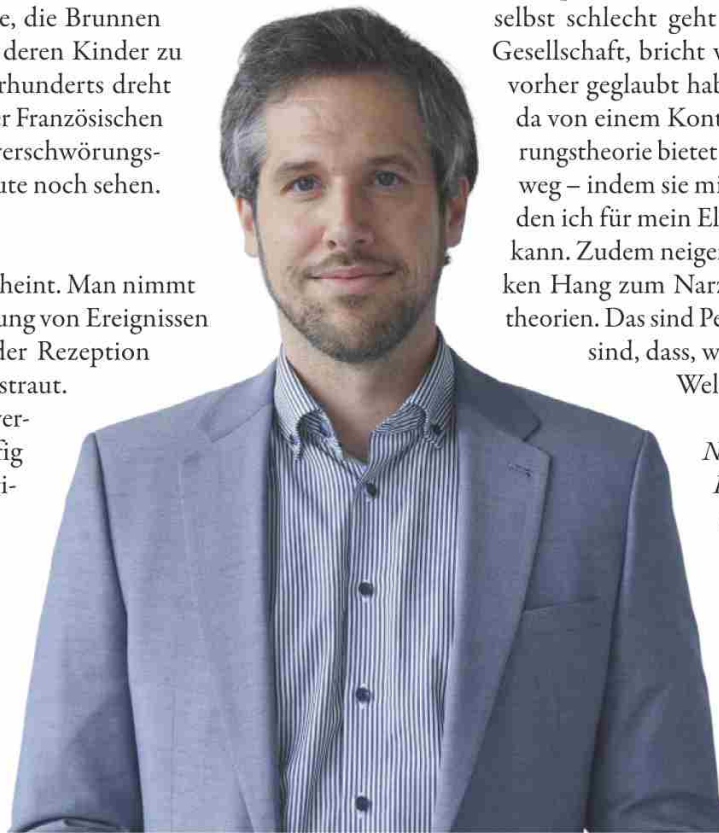 e, die Brunnen
deren Kinder zu
rhunderts dreht
er Französischen
verschwörungs-
ute noch sehen.
heint. Man nimmt
ung von Ereignissen
der Rezeption
straut.
ver-
fig
i-
selbst schlecht geht
Gesellschaft, bricht
vorher geglaubt hab
da von einem Kont
rungstheorie bietet
weg – indem sie mi
den ich für mein El
kann. Zudem neige
ken Hang zum Narz
theorien. Das sind Pe
sind, dass, w
Wel
N